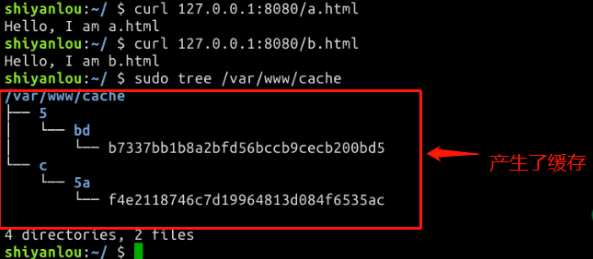 shiyanlou:~/ $ curl 127.0.0.1:8080/a.html
Hello, I am a.html
shiyanlou:~/ $ curl 127.0.0.1:8080/b.html
Hello, I am b.html
shiyanlou:~/ $ sudo tree /var/www/cache
/var/www/cache
├── 5
│   └── bd
│       └── b7337bb1b8a2bfd56bccb9cecb200bd5
└── c
    └── 5a
        └── f4e2118746c7d19964813d084f6535ac
产生了缓存
4 directories, 2 files
shiyanlou:~/ $